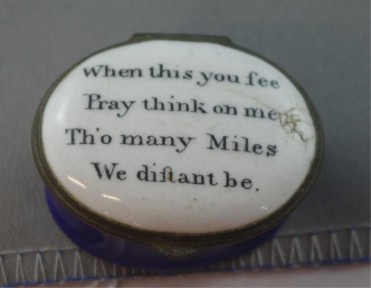 When this you ſee
Pray think on me
Tho many Miles
We diſtant be.